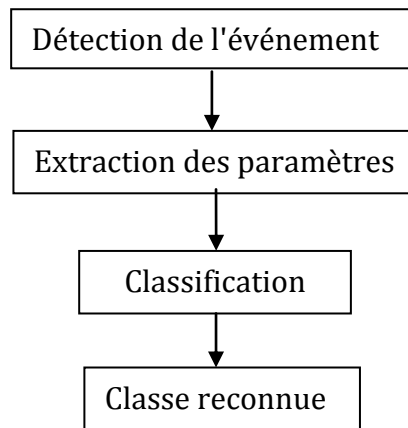 Détection de l'événement
Extraction des paramètres
Classification
Classe reconnue